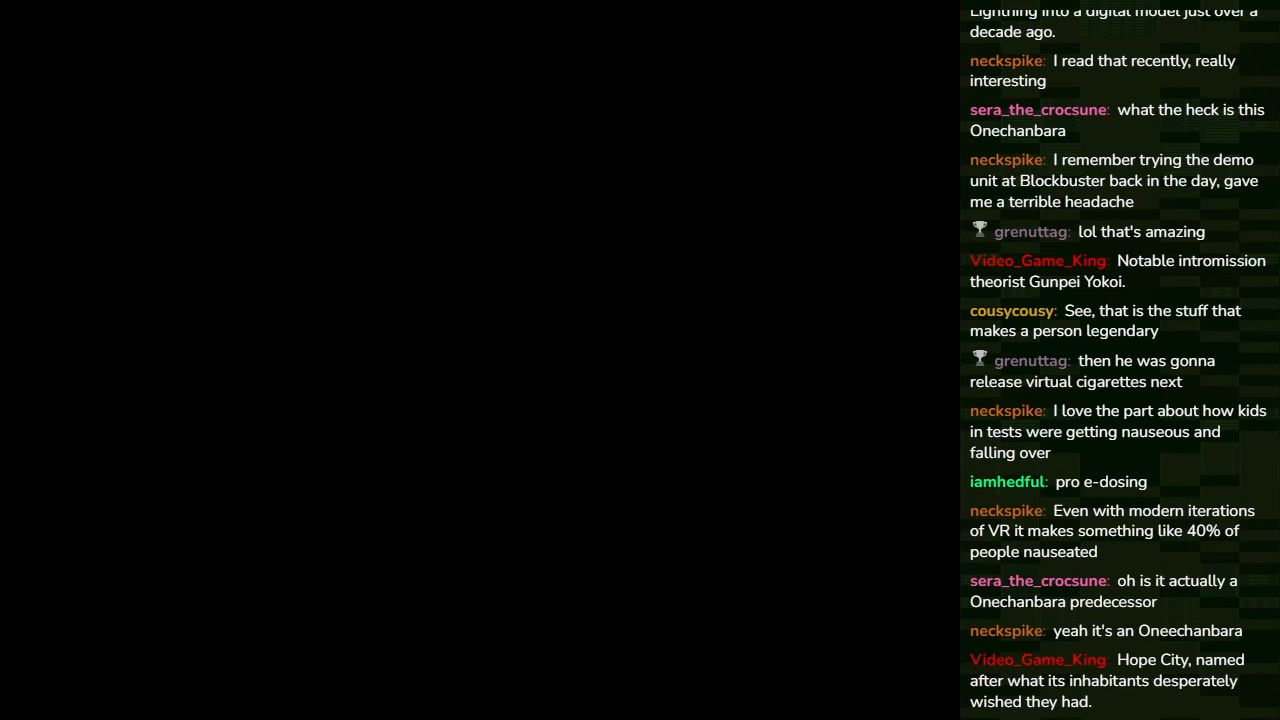 Lightning into a digital model just over a
decade ago.
neckspike: I read that recently, really
interesting
sera_the_crocsune: what the heck is this
Onechanbara
neckspike: I remember trying the demo
unit at Blockbuster back in the day, gave
me a terrible headache
grenuttag: lol that's amazing
Video_Game_King: Notable intromission
theorist Gunpei Yokoi.
cousycousy: See, that is the stuff that
makes a person legendary
grenuttag: then he was gonna
release virtual cigarettes next
neckspike: I love the part about how kids
in tests were getting nauseous and
falling over
iamhedful: pro e-dosing
neckspike: Even with modern iterations
of VR it makes something like 40% of
people nauseated
sera_the_crocsune: oh is it actually a
Onechanbara predecessor
neckspike: yeah it's an Oneechanbara
Video_Game_King: Hope City, named
after what its inhabitants desperately
wished they had.